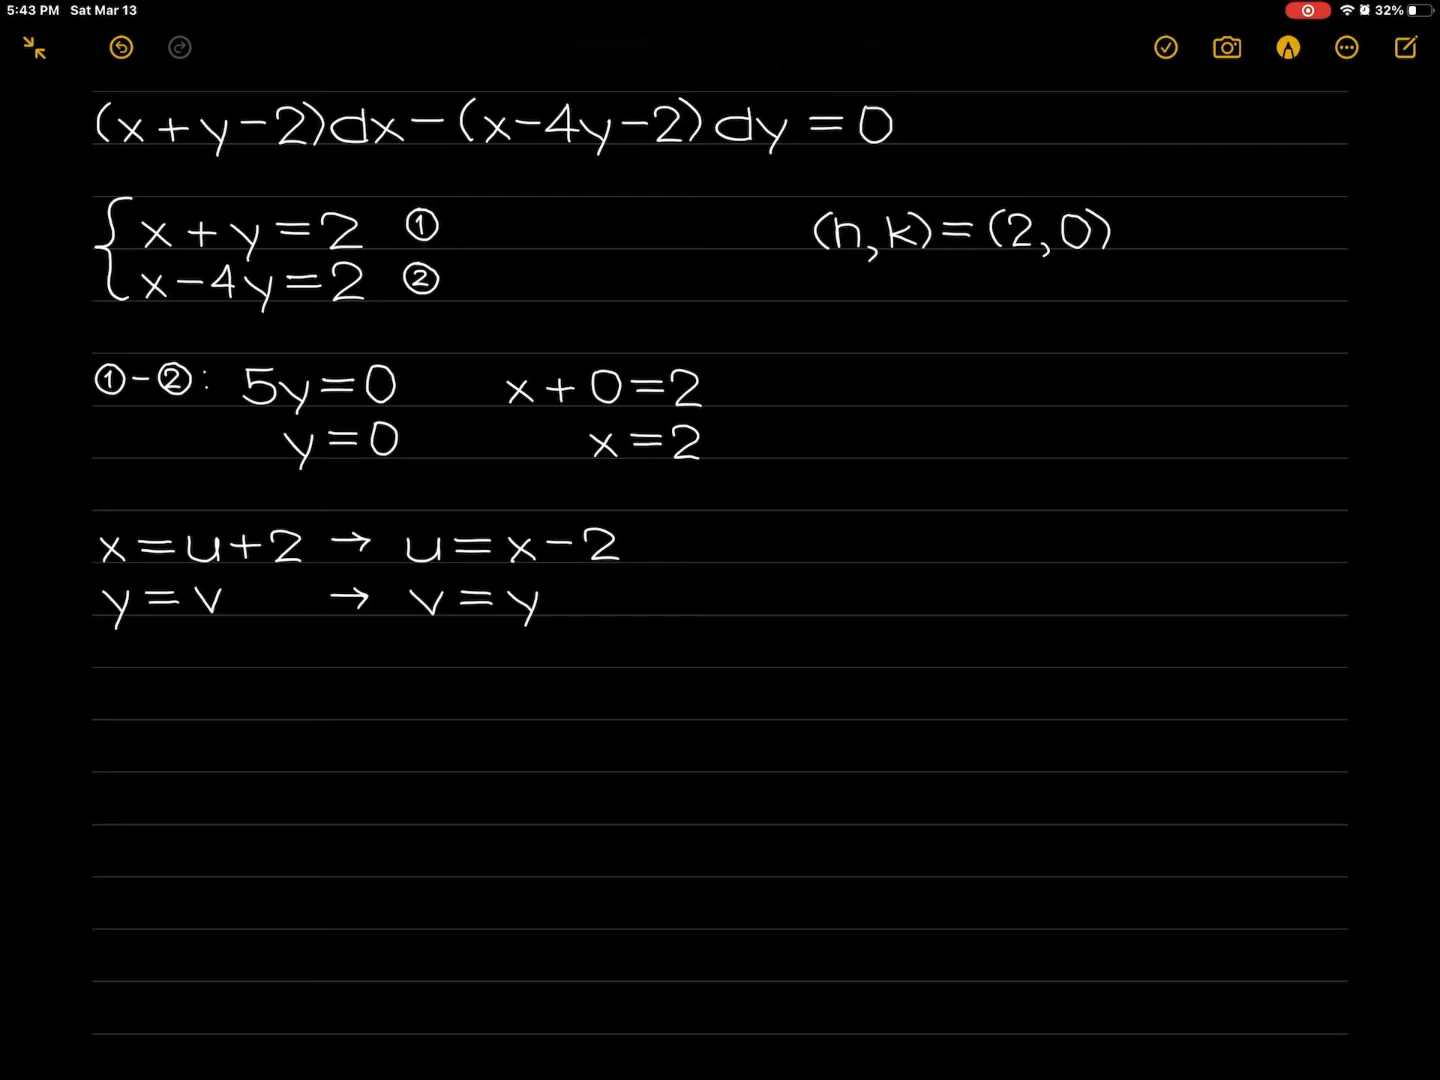 5:43 PM Sat Mar 13 32%
(x+y-2)dx-(x-4y-2)dy=0
x+y=2 ①
(h,k)=(2,0)
x-4y=2 ②
①-②: 5y=0 x+0=2
y=0 x=2
x=u+2 → u=x-2
y=v → v=y